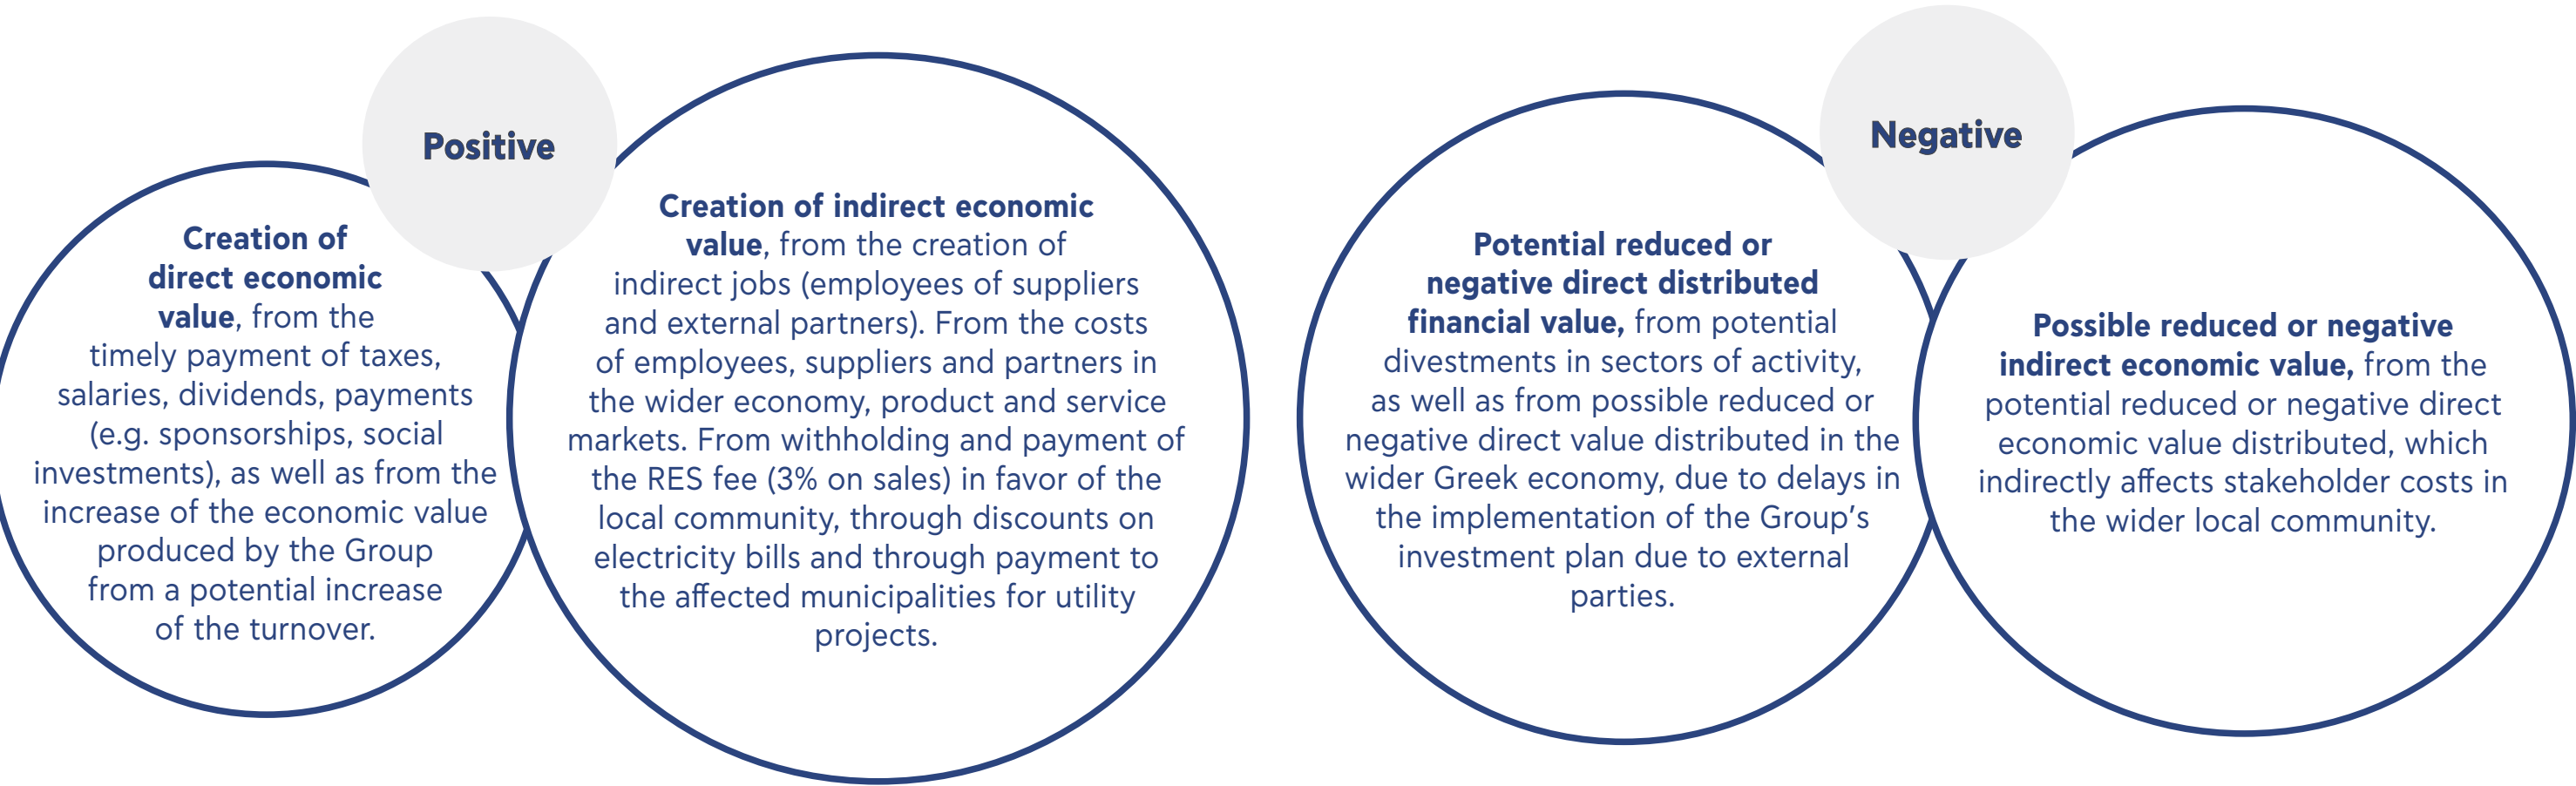 Positive
Creation of
direct economic
value, from the
timely payment of taxes,
salaries, dividends, payments
(e.g. sponsorships, social
investments), as well as from the
increase of the economic value
produced by the Group
from a potential increase
of the turnover.
Creation of indirect economic
value, from the creation of
indirect jobs (employees of suppliers
and external partners). From the costs
of employees, suppliers and partners in
the wider economy, product and service
markets. From withholding and payment of
the RES fee (3% on sales) in favor of the
local community, through discounts on
electricity bills and through payment to
the affected municipalities for utility
projects.
Negative
Potential reduced or
negative direct distributed
financial value, from potential
divestments in sectors of activity,
as well as from possible reduced or
negative direct value distributed in the
wider Greek economy, due to delays in
the implementation of the Group's
investment plan due to external
parties.
Possible reduced or negative
indirect economic value, from the
potential reduced or negative direct
economic value distributed, which
indirectly affects stakeholder costs in
the wider local community.